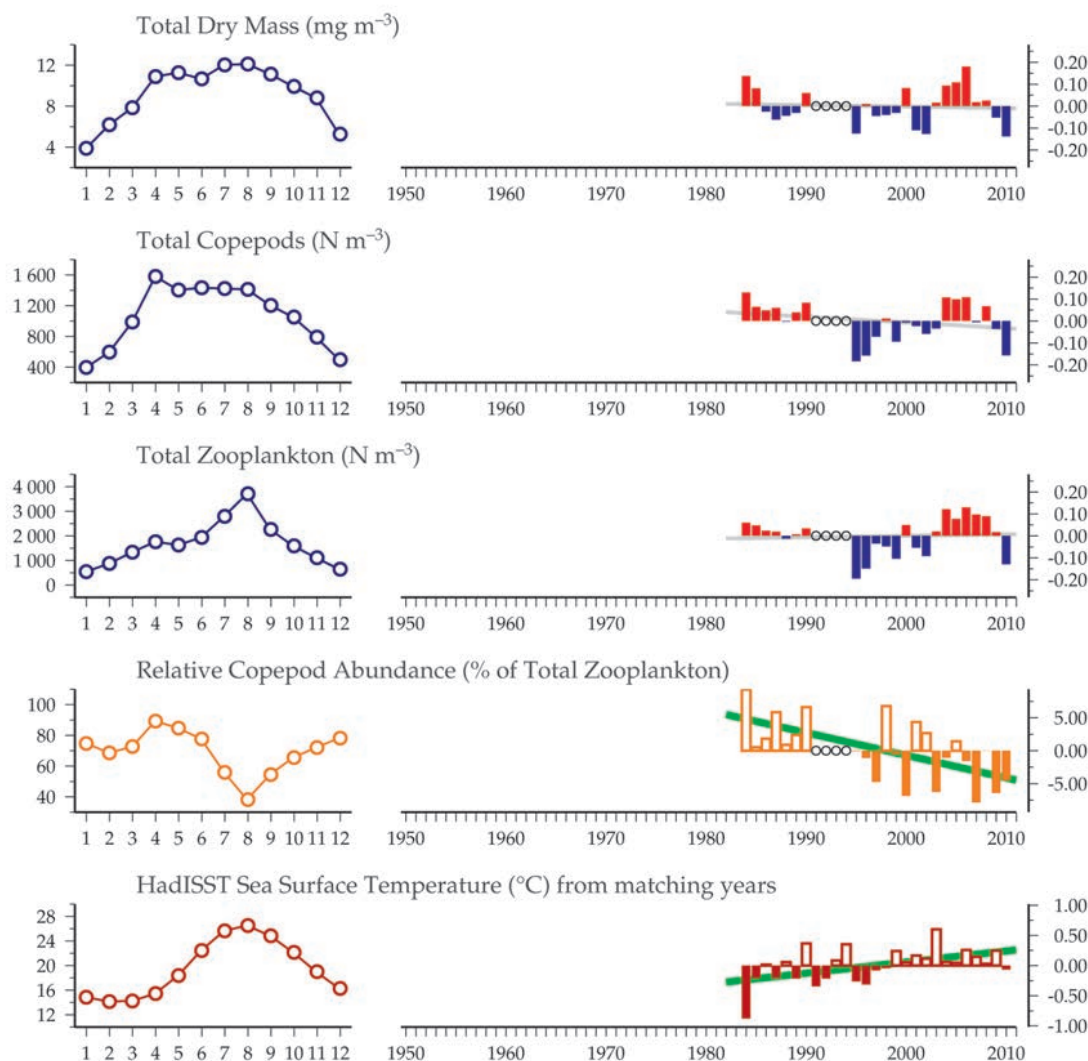 Total Dry Mass (mg m⁻³)
12
8
4
0.20
0.10
0.00
-0.10
-0.20
1 2 3 4 5 6 7 8 9 10 11 12
1950 1960 1970 1980 1990 2000 2010
Total Copepods (N m⁻³)
1 600
1 200
800
400
0.20
0.10
0.00
-0.10
-0.20
1 2 3 4 5 6 7 8 9 10 11 12
1950 1960 1970 1980 1990 2000 2010
Total Zooplankton (N m⁻³)
4 000
3 000
2 000
1 000
0
0.20
0.10
0.00
-0.10
-0.20
1 2 3 4 5 6 7 8 9 10 11 12
1950 1960 1970 1980 1990 2000 2010
Relative Copepod Abundance (% of Total Zooplankton)
100
80
60
40
5.00
0.00
-5.00
1 2 3 4 5 6 7 8 9 10 11 12
1950 1960 1970 1980 1990 2000 2010
HadISST Sea Surface Temperature (°C) from matching years
28
24
20
16
12
1.00
0.50
0.00
-0.50
-1.00
1 2 3 4 5 6 7 8 9 10 11 12
1950 1960 1970 1980 1990 2000 2010